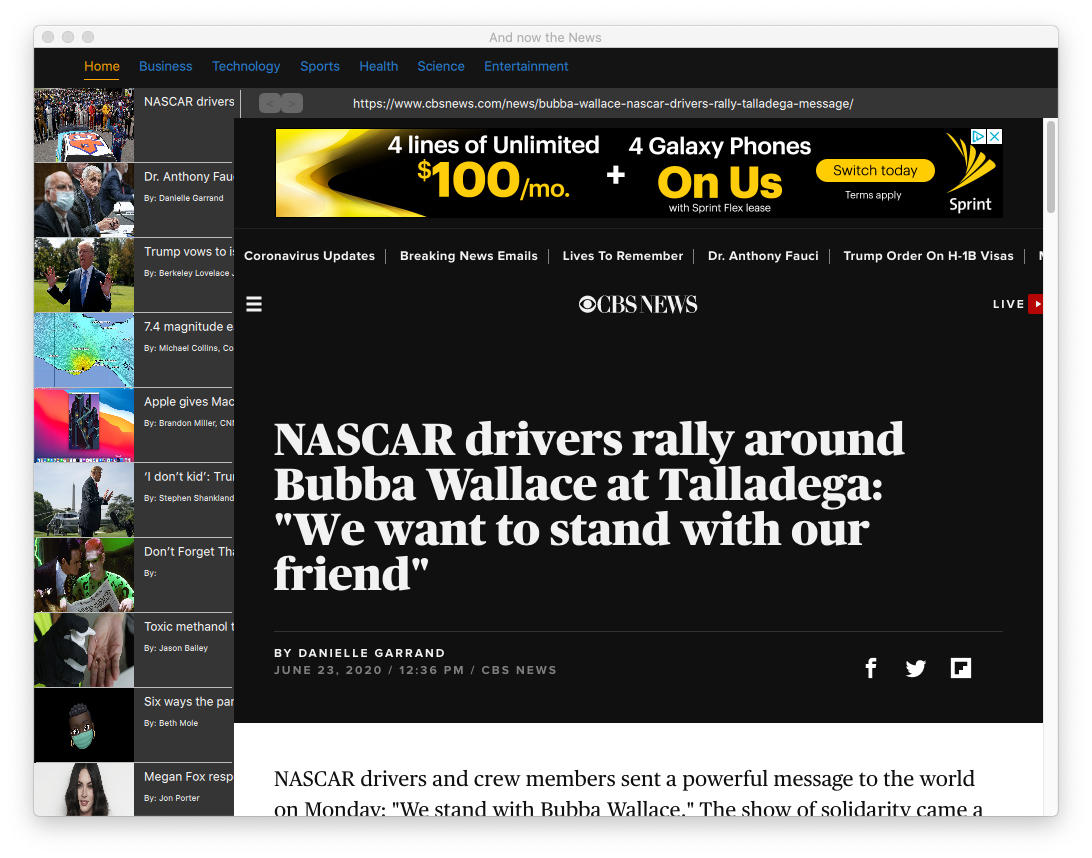 And now the News
Home Business Technology Sports Health Science Entertainment
NASCAR drivers
Dr. Anthony Fau
By: Danielle Garrand
Trump vows to is
By: Berkeley Lovelace
7.4 magnitude e
By: Michael Collins, Co
Apple gives Mac
By: Brandon Miller, CNN
‘I don’t kid’: Tru
By: Stephen Shankland
Don’t Forget Tha
By:
Toxic methanol t
By: Jason Bailey
Six ways the pan
By: Beth Mole
Megan Fox resp
By: Jon Porter
< > https://www.cbsnews.com/news/bubba-wallace-nascar-drivers-rally-talladega-message/
4 lines of Unlimited
$100/mo.
+
4 Galaxy Phones
On Us
with Sprint Flex lease
Switch today
Terms apply
Sprint
Coronavirus Updates Breaking News Emails Lives To Remember Dr. Anthony Fauci Trump Order On H-1B Visas
CBS NEWS
LIVE
NASCAR drivers rally around
Bubba Wallace at Talladega:
"We want to stand with our
friend"
BY DANIELLE GARRAND
JUNE 23, 2020 / 12:36 PM / CBS NEWS
NASCAR drivers and crew members sent a powerful message to the world
on Monday: "We stand with Bubba Wallace." The show of solidarity came a